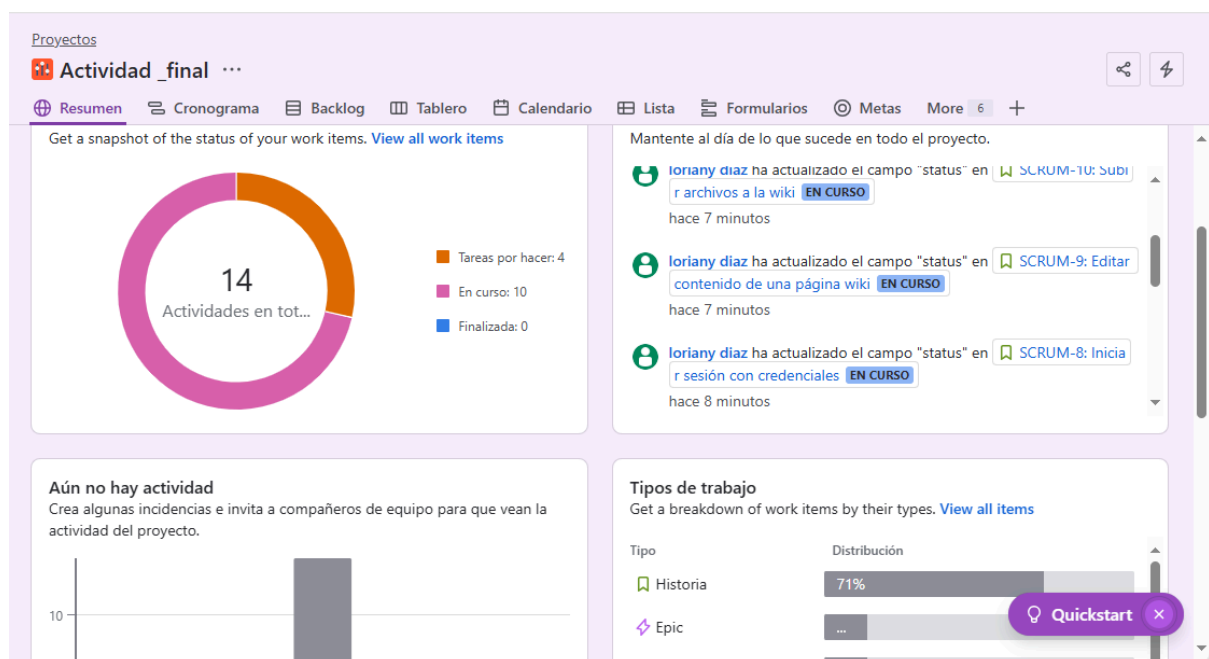 Proyectos
Actividad _final ···
Resumen Cronograma Backlog Tablero Calendario Lista Formularios Metas More 6
Get a snapshot of the status of your work items. View all work items
14
Actividades en tot...
Tareas por hacer: 4
En curso: 10
Finalizada: 0
Mantente al día de lo que sucede en todo el proyecto.
loriany diaz ha actualizado el campo "status" en SCRUM-10: Subi
r archivos a la wiki EN CURSO
hace 7 minutos
loriany diaz ha actualizado el campo "status" en SCRUM-9: Editar
contenido de una página wiki EN CURSO
hace 7 minutos
loriany diaz ha actualizado el campo "status" en SCRUM-8: Inicia
r sesión con credenciales EN CURSO
hace 8 minutos
Aún no hay actividad
Crea algunas incidencias e invita a compañeros de equipo para que vean la
actividad del proyecto.
10
Tipos de trabajo
Get a breakdown of work items by their types. View all items
Tipo Distribución
Historia 71%
Epic ...
Quickstart